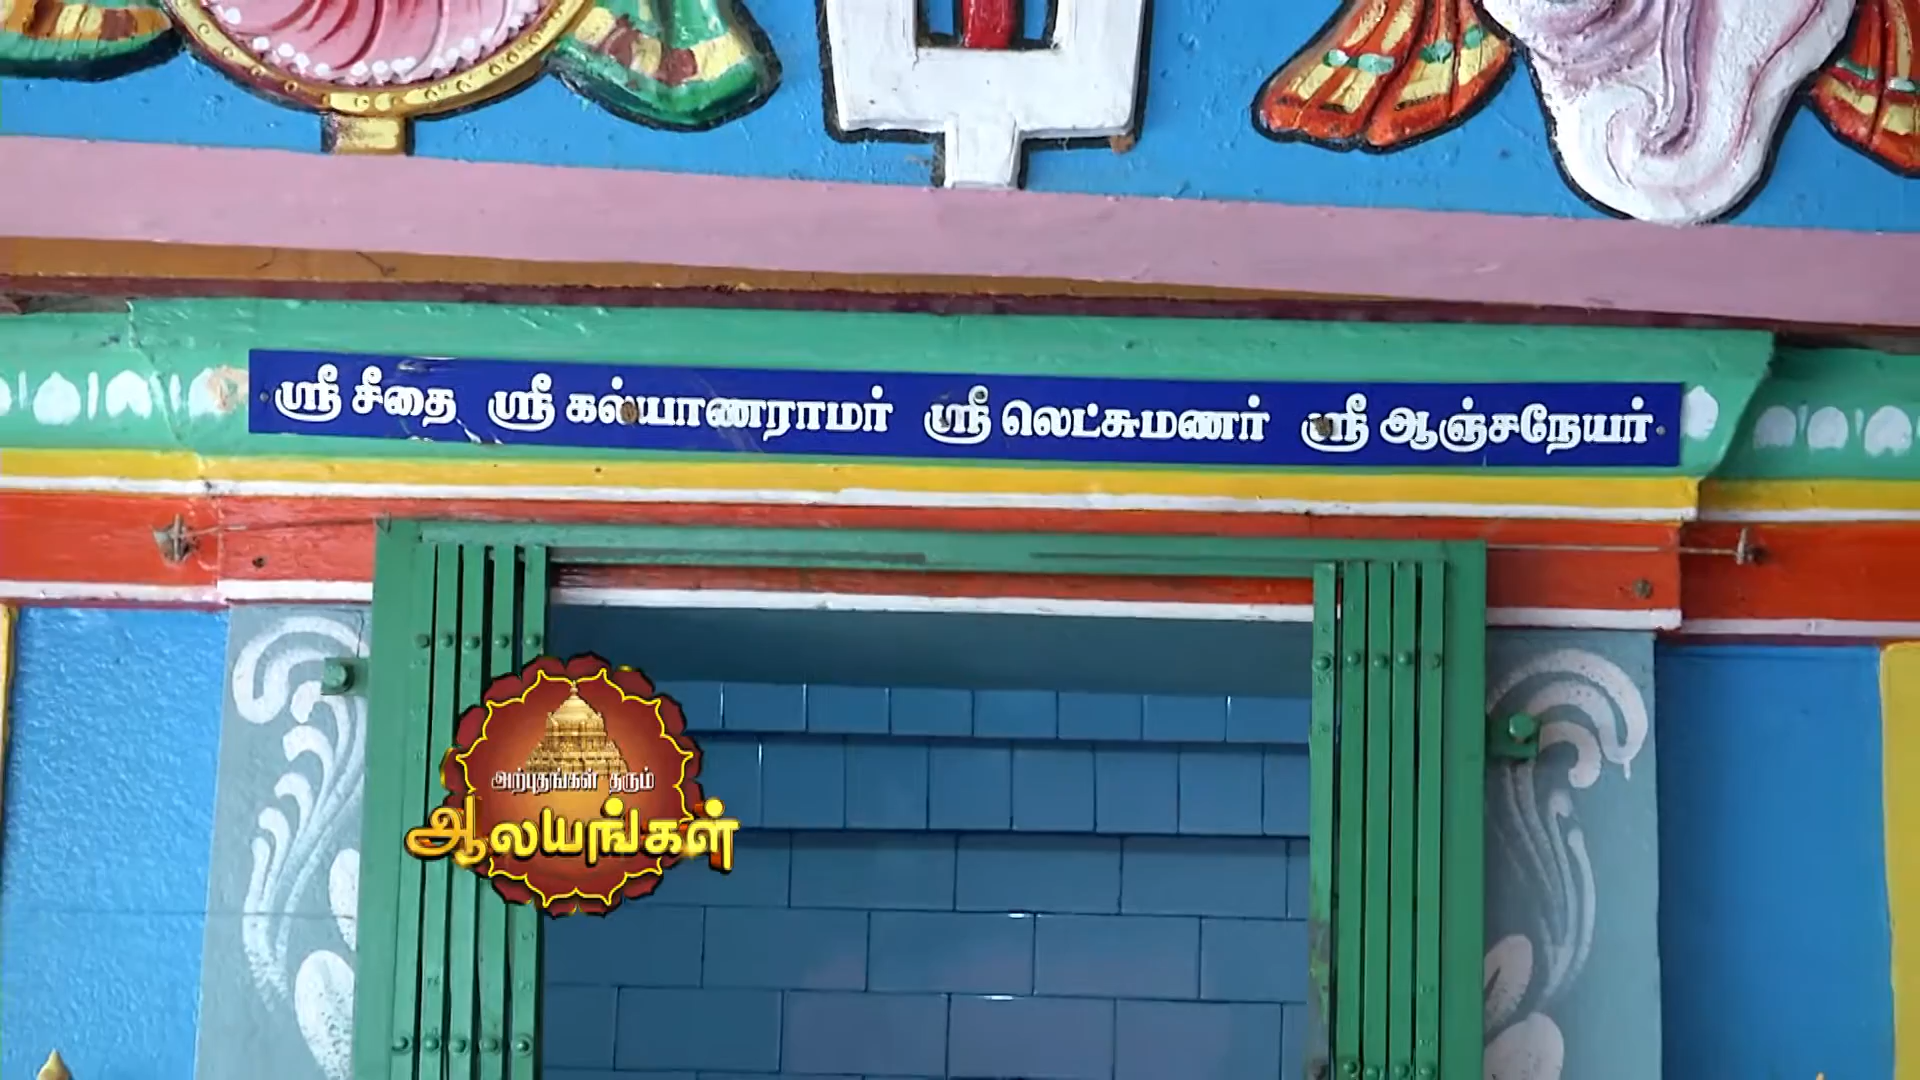 ஸ்ரீ சீதை ஸ்ரீ கல்யாணராமர் ஸ்ரீ லெட்சுமணர் ஸ்ரீ ஆஞ்சநேயர்
அற்புதங்கள் தரும்
ஆலயங்கள்